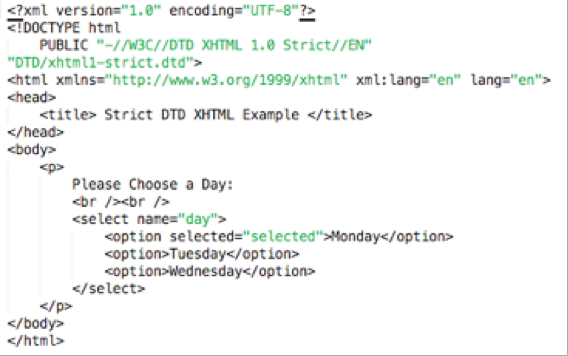 <?xml version="1.0" encoding="UTF-8"?>
<!DOCTYPE html
PUBLIC "-//W3C//DTD XHTML 1.0 Strict//EN"
"DTD/xhtml1-strict.dtd">
<html xmlns="http://www.w3.org/1999/xhtml" xml:lang="en" lang="en">
<head>
<title> Strict DTD XHTML Example </title>
</head>
<body>
<p>
Please Choose a Day:
<br /><br />
<select name="day">
<option selected="selected">Monday</option>
<option>Tuesday</option>
<option>Wednesday</option>
</select>
</p>
</body>
</html>